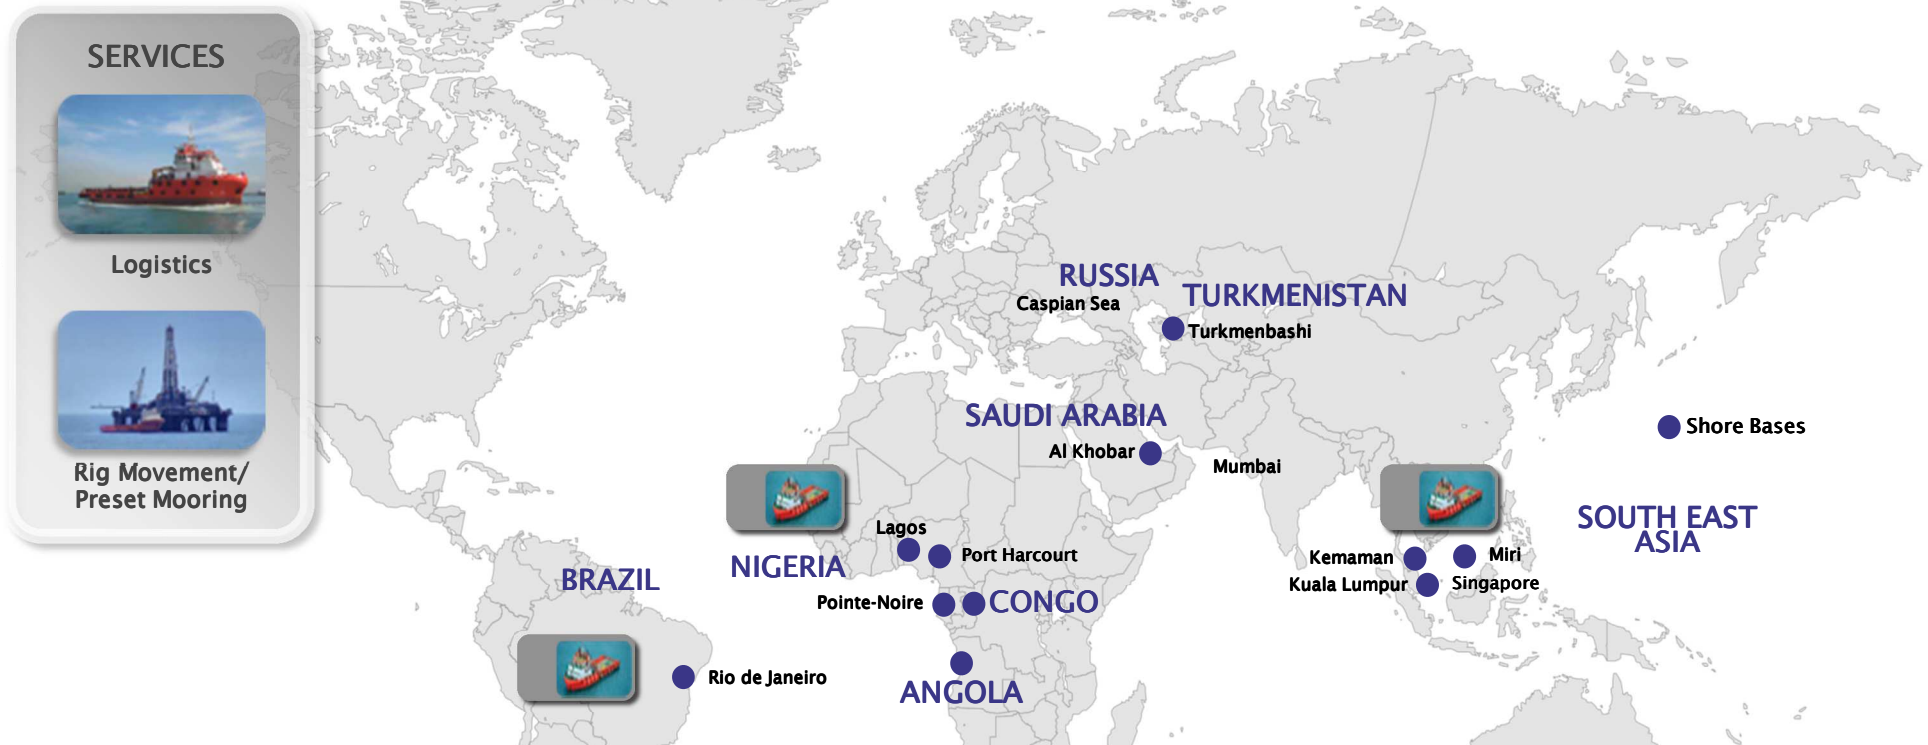 SERVICES
Logistics
Rig Movement/
Preset Mooring
RUSSIA
Caspian Sea
TURKMENISTAN
Turkmenbashi
SAUDI ARABIA
Al Khobar
Mumbai
Shore Bases
SOUTH EAST
ASIA
Kemaman
Miri
Kuala Lumpur
Singapore
Lagos
Port Harcourt
NIGERIA
BRAZIL
Pointe-Noire
CONGO
Rio de Janeiro
ANGOLA